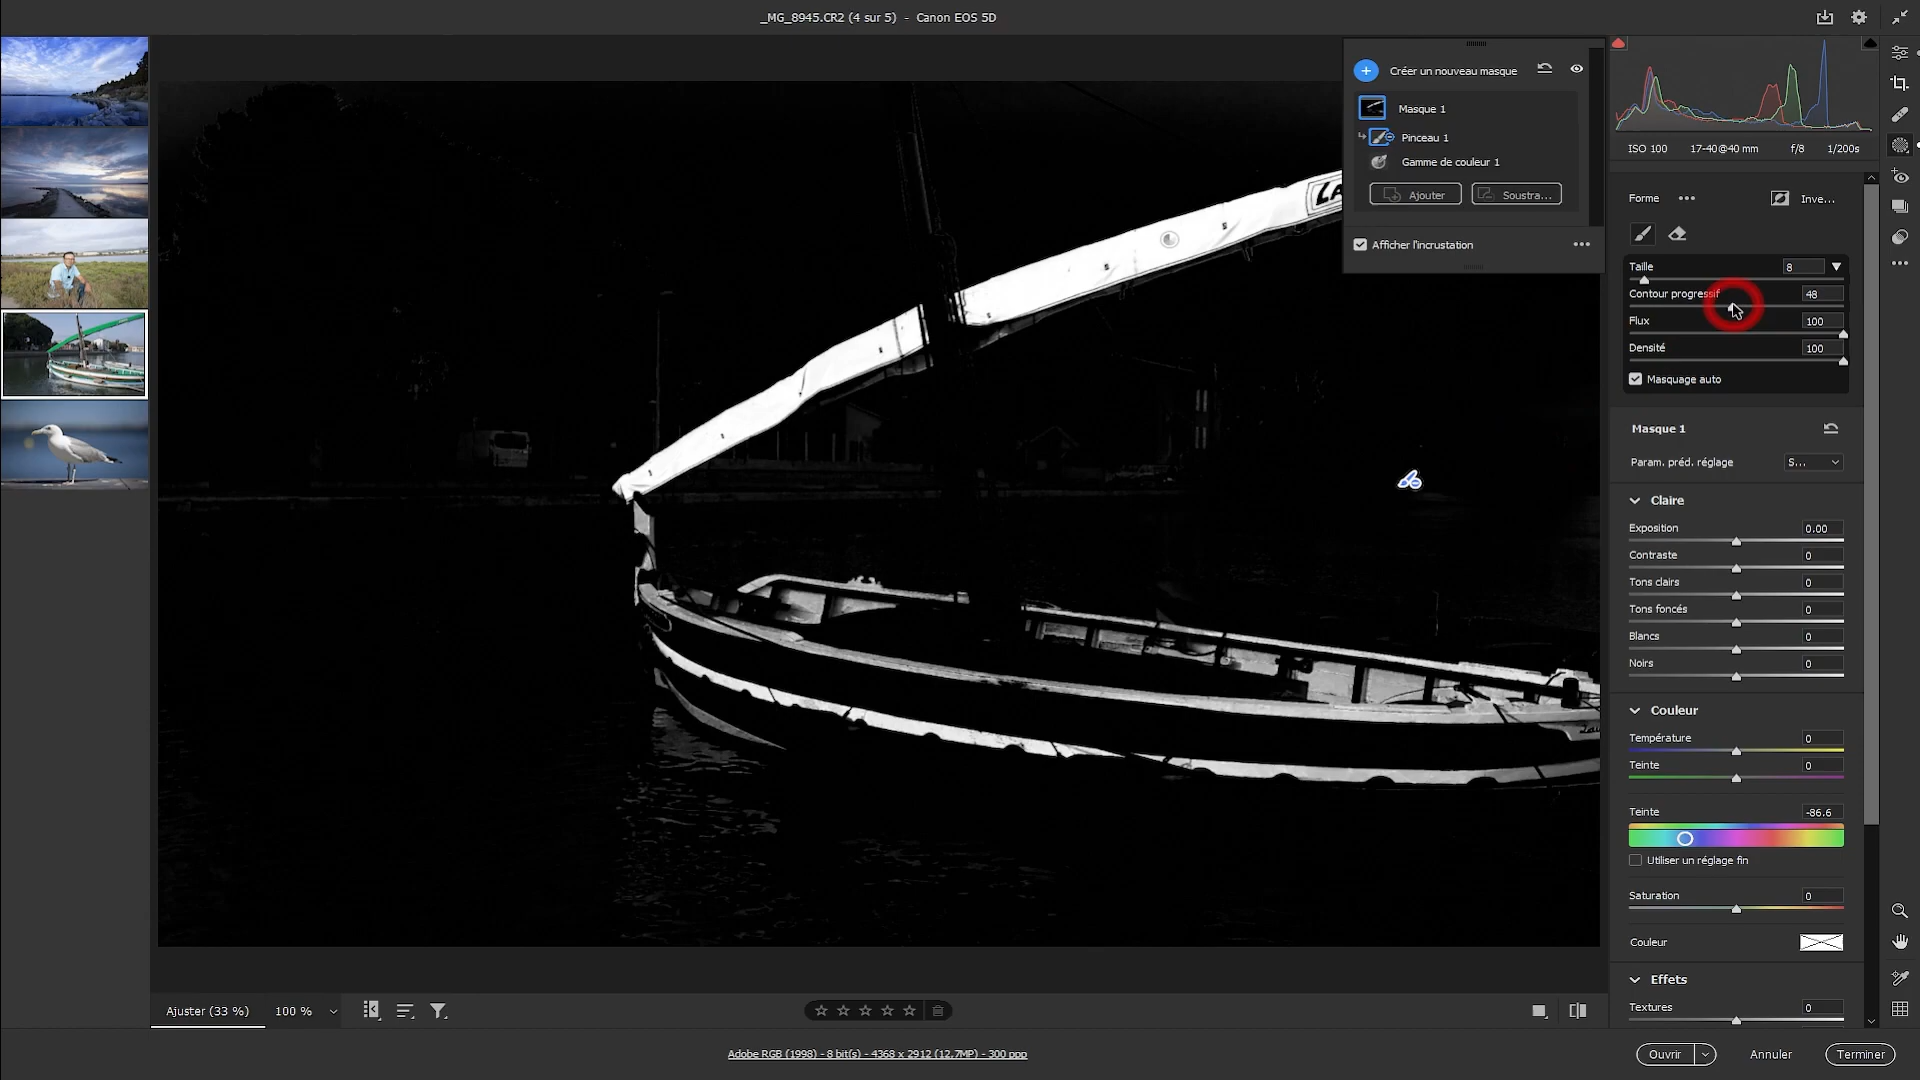 _MG_8945.CR2 (4 sur 5) - Canon EOS 5D
Créer un nouveau masque
Masque 1
Pinceau 1
Gamme de couleur 1
Ajouter
Soustra...
Afficher l'incrustation
ISO 100 17-40@40 mm f/8 1/200s
Forme
Inve...
Taille 8
Contour progressif 48
Flux 100
Densité 100
Masquage auto
Masque 1
Param. préd. réglage S...
Claire
Exposition 0.00
Contraste 0
Tons clairs 0
Tons foncés 0
Blancs 0
Noirs 0
Couleur
Température 0
Teinte 0
Teinte -86.6
Utiliser un réglage fin
Saturation 0
Couleur
Effets
Textures 0
Ajuster (33 %) 100 %
Adobe RGB (1998) - 8 bit(s) - 4368 x 2912 (12,7MP) - 300 ppp
Ouvrir
Annuler
Terminer